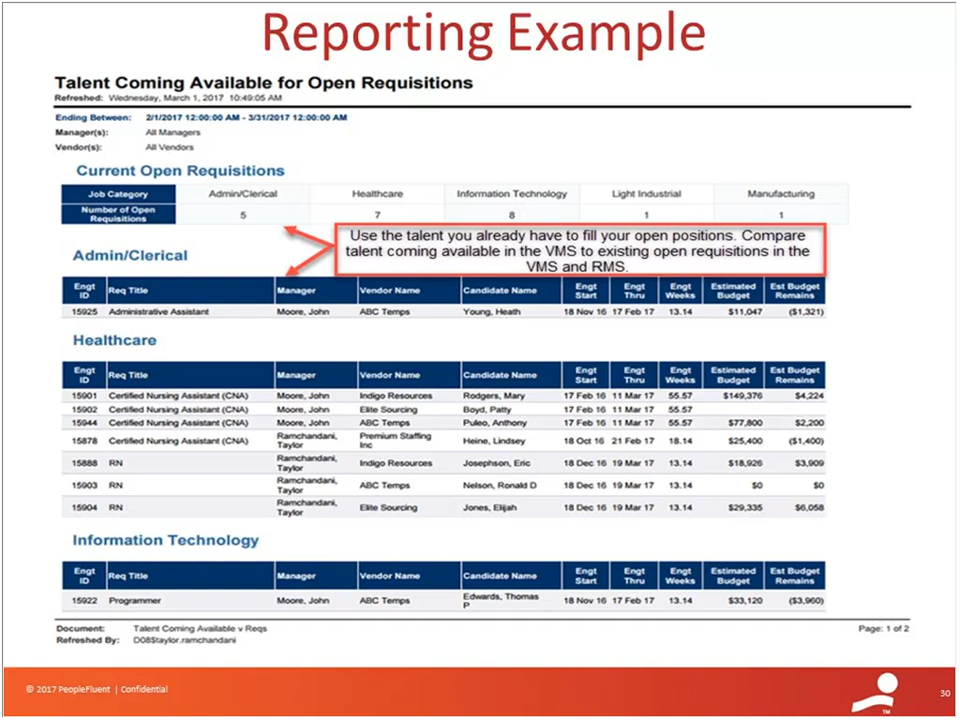 Reporting Example
Talent Coming Available for Open Requisitions
Refreshed: Wednesday, March 1, 2017 10:49:05 AM
Ending Between: 2/1/2017 12:00:00 AM - 3/31/2017 12:00:00 AM
Manager(s): All Managers
Vendor(s): All Vendors
Current Open Requisitions
Job Category Admin/Clerical Healthcare Information Technology Light Industrial Manufacturing
Number of Open Requisitions 5 7 8 1 1
Use the talent you already have to fill your open positions. Compare
talent coming available in the VMS to existing open requisitions in the
VMS and RMS.
Admin/Clerical
Engt ID Req Title Manager Vendor Name Candidate Name Engt Start Engt Thru Engt Weeks Estimated Budget Est Budget Remains
15925 Administrative Assistant Moore, John ABC Temps Young, Heath 18 Nov 16 17 Feb 17 13.14 $11,047 ($1,321)
Healthcare
Engt ID Req Title Manager Vendor Name Candidate Name Engt Start Engt Thru Engt Weeks Estimated Budget Est Budget Remains
15901 Certified Nursing Assistant (CNA) Moore, John Indigo Resources Rodgers, Mary 17 Feb 16 11 Mar 17 55.57 $149,376 $4,224
15902 Certified Nursing Assistant (CNA) Moore, John Elite Sourcing Boyd, Patty 17 Feb 16 11 Mar 17 55.57
15944 Certified Nursing Assistant (CNA) Moore, John ABC Temps Puleo, Anthony 17 Feb 16 11 Mar 17 55.57 $77,800 $2,200
15878 Certified Nursing Assistant (CNA) Ramchandani, Taylor Premium Staffing Inc Heine, Lindsey 18 Oct 16 21 Feb 17 18.14 $25,400 ($1,400)
15888 RN Ramchandani, Taylor Indigo Resources Josephson, Eric 18 Dec 16 19 Mar 17 13.14 $18,926 $3,909
15903 RN Ramchandani, Taylor ABC Temps Nelson, Ronald D 18 Dec 16 19 Mar 17 13.14 $0 $0
15904 RN Ramchandani, Taylor Elite Sourcing Jones, Elijah 18 Dec 16 19 Mar 17 13.14 $29,335 $6,058
Information Technology
Engt ID Req Title Manager Vendor Name Candidate Name Engt Start Engt Thru Engt Weeks Estimated Budget Est Budget Remains
15922 Programmer Moore, John ABC Temps Edwards, Thomas P 18 Nov 16 17 Feb 17 13.14 $33,120 ($3,960)
Document: Talent Coming Available v Reqs Page: 1 of 2
Refreshed By: D08$taylor.ramchandani
© 2017 PeopleFluent | Confidential
TM
30